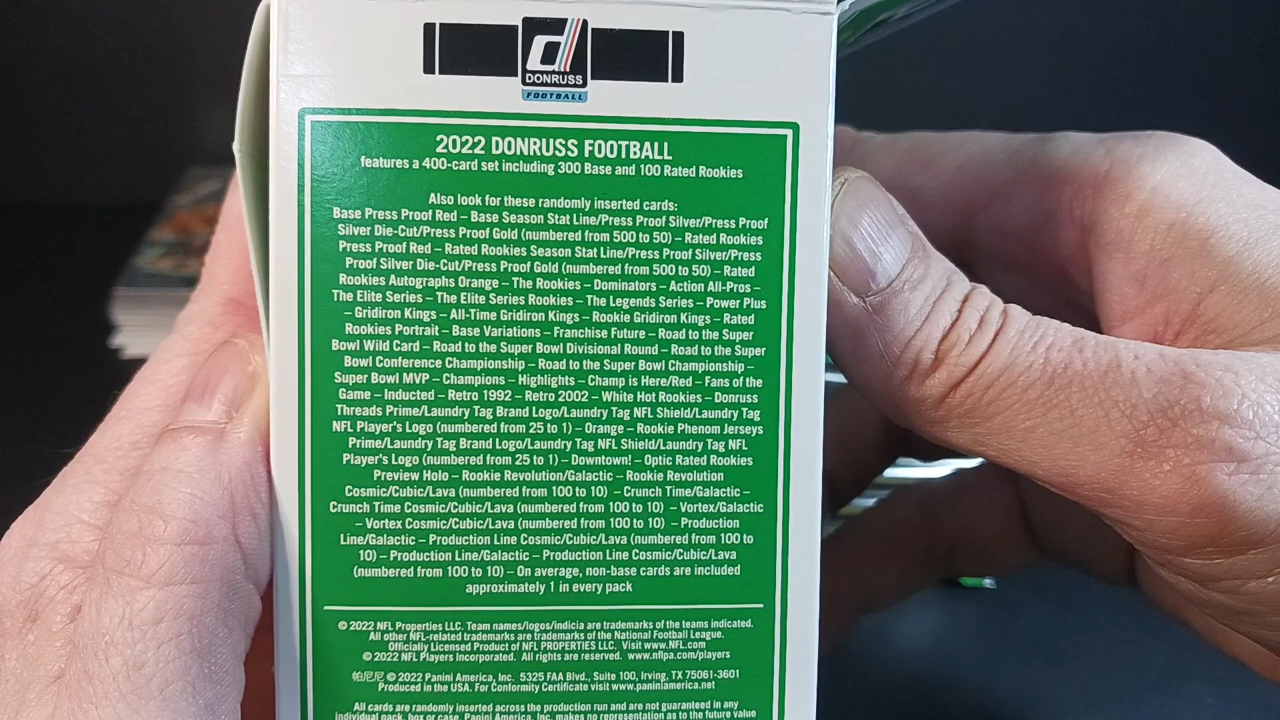 d
DONRUSS
FOOTBALL
2022 DONRUSS FOOTBALL
features a 400-card set including 300 Base and 100 Rated Rookies
Also look for these randomly inserted cards:
Base Press Proof Red – Base Season Stat Line/Press Proof Silver/Press Proof
Silver Die-Cut/Press Proof Gold (numbered from 500 to 50) – Rated Rookies
Press Proof Red – Rated Rookies Season Stat Line/Press Proof Silver/Press
Proof Silver Die-Cut/Press Proof Gold (numbered from 500 to 50) – Rated
Rookies Autographs Orange – The Rookies – Dominators – Action All-Pros –
The Elite Series – The Elite Series Rookies – The Legends Series – Power Plus
– Gridiron Kings – All-Time Gridiron Kings – Rookie Gridiron Kings – Rated
Rookies Portrait – Base Variations – Franchise Future – Road to the Super
Bowl Wild Card – Road to the Super Bowl Divisional Round – Road to the Super
Bowl Conference Championship – Road to the Super Bowl Championship –
Super Bowl MVP – Champions – Highlights – Champ is Here/Red – Fans of the
Game – Inducted – Retro 1992 – Retro 2002 – White Hot Rookies – Donruss
Threads Prime/Laundry Tag Brand Logo/Laundry Tag NFL Shield/Laundry Tag
NFL Player's Logo (numbered from 25 to 1) – Orange – Rookie Phenom Jerseys
Prime/Laundry Tag Brand Logo/Laundry Tag NFL Shield/Laundry Tag NFL
Player's Logo (numbered from 25 to 1) – Downtown! – Optic Rated Rookies
Preview Holo – Rookie Revolution/Galactic – Rookie Revolution
Cosmic/Cubic/Lava (numbered from 100 to 10) – Crunch Time/Galactic –
Crunch Time Cosmic/Cubic/Lava (numbered from 100 to 10) – Vortex/Galactic
– Vortex Cosmic/Cubic/Lava (numbered from 100 to 10) – Production
Line/Galactic – Production Line Cosmic/Cubic/Lava (numbered from 100 to
10) – Production Line/Galactic – Production Line Cosmic/Cubic/Lava
(numbered from 100 to 10) – On average, non-base cards are included
approximately 1 in every pack
© 2022 NFL Properties LLC. Team names/logos/indicia are trademarks of the teams indicated.
All other NFL-related trademarks are trademarks of the National Football League.
Officially Licensed Product of NFL PROPERTIES LLC. Visit www.NFL.com
© 2022 NFL Players Incorporated. All rights are reserved. www.nflpa.com/players
帕尼尼 © 2022 Panini America, Inc. 5325 FAA Blvd., Suite 100, Irving, TX 75061-3601
Produced in the USA. For Conformity Certificate visit www.paniniamerica.net
All cards are randomly inserted across the production run and are not guaranteed in any
individual pack, box or case. Panini America, Inc. makes no representation as to the future value